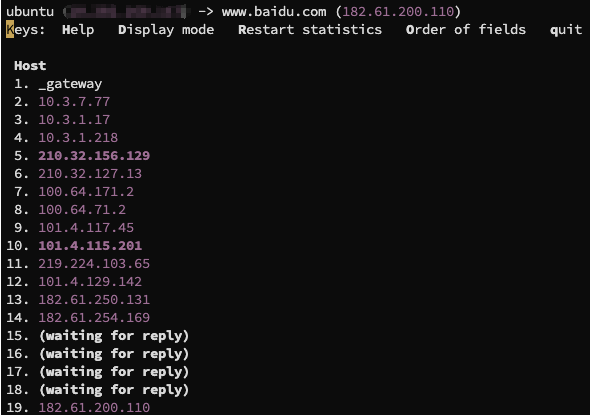 ubuntu -> www.baidu.com (182.61.200.110)
Keys: Help Display mode Restart statistics Order of fields quit
Host
1. _gateway
2. 10.3.7.77
3. 10.3.1.17
4. 10.3.1.218
5. 210.32.156.129
6. 210.32.127.13
7. 100.64.171.2
8. 100.64.71.2
9. 101.4.117.45
10. 101.4.115.201
11. 219.224.103.65
12. 101.4.129.142
13. 182.61.250.131
14. 182.61.254.169
15. (waiting for reply)
16. (waiting for reply)
17. (waiting for reply)
18. (waiting for reply)
19. 182.61.200.110